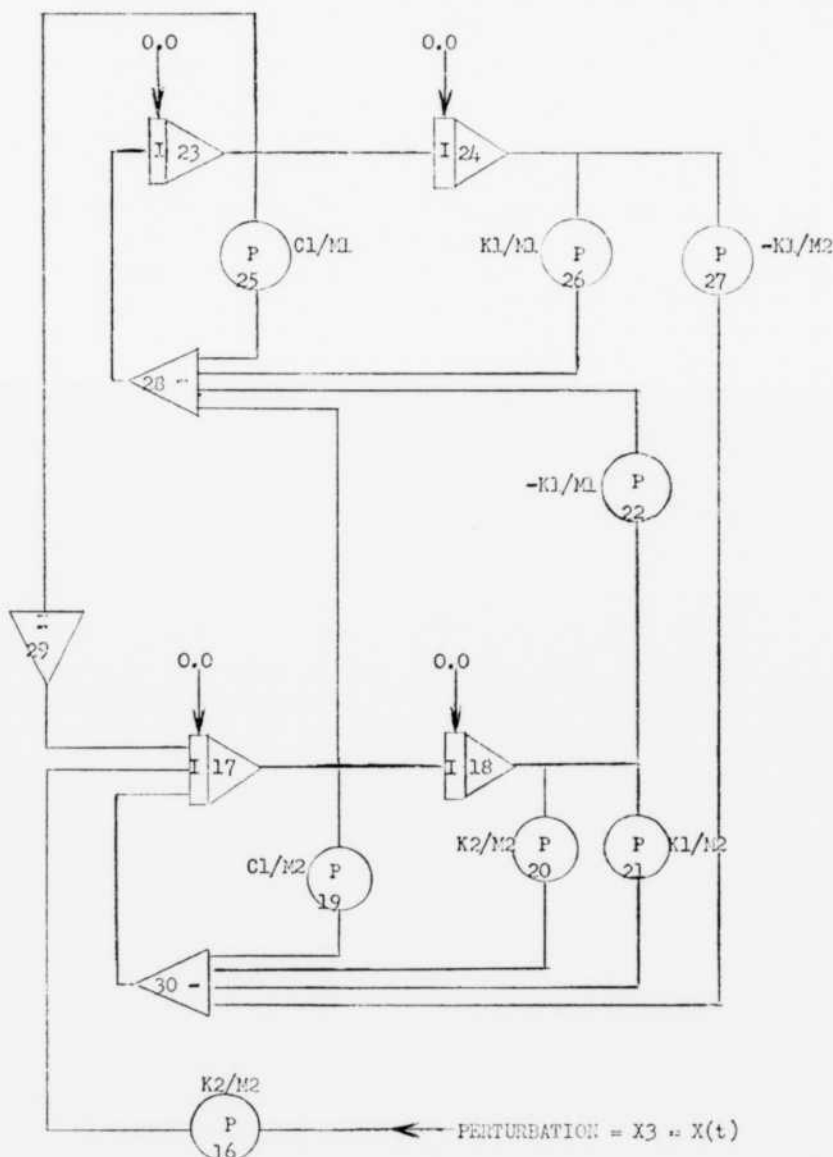 0.0 0.0
I 23 I 24
C1/M1 K1/M1 -K1/M2
P P P
25 26 27
28 -
-K1/M1 P
22
-
29
0.0 0.0
I 17 I 18
K2/M2 K1/M2
C1/M2 P P P
19 20 21
30 -
K2/M2
P
16
PERTURBATION = X3 = X(t)